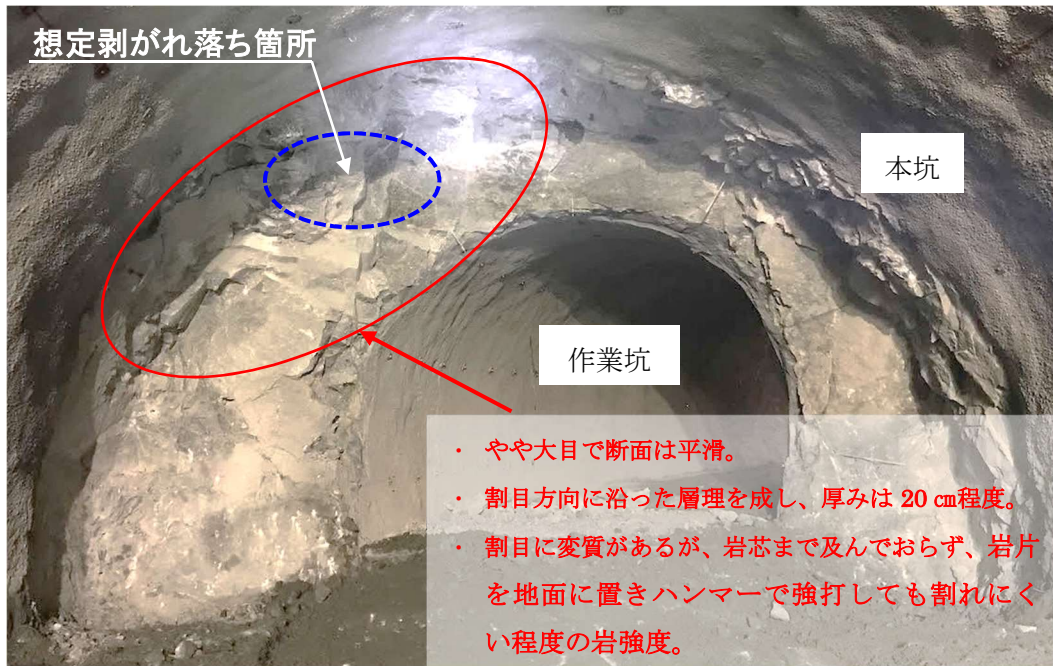 想定剥がれ落ち箇所
本坑
作業坑
・ やや大目で断面は平滑。
・ 割目方向に沿った層理を成し、厚みは 20 ㎝程度。
・ 割目に変質があるが、岩芯まで及んでおらず、岩片
を地面に置きハンマーで強打しても割れにく
い程度の岩強度。